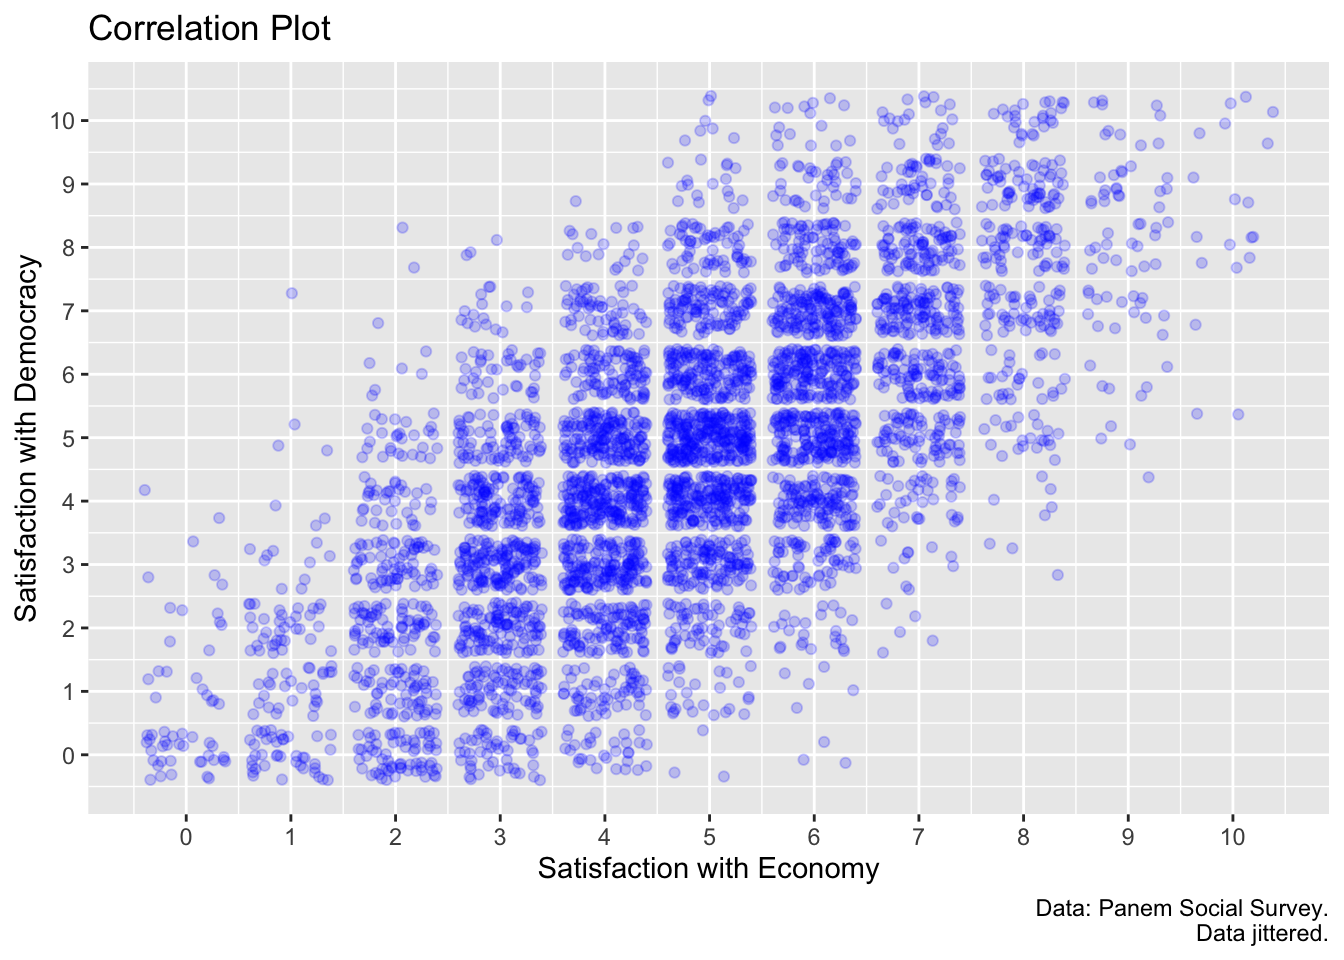 Correlation Plot
Satisfaction with Democracy
10
9
8
7
6
5
4
3
2
1
0
0 1 2 3 4 5 6 7 8 9 10
Satisfaction with Economy
Data: Panem Social Survey.
Data jittered.